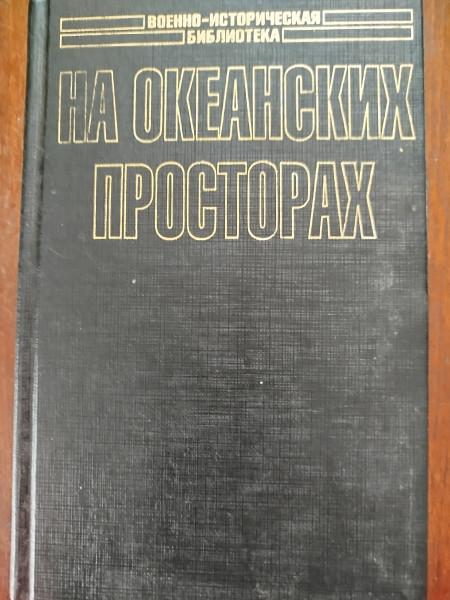 ВОЕННО-ИСТОРИЧЕСКАЯ
БИБЛИОТЕКА
НА ОКЕАНСКИХ
ПРОСТОРАХ